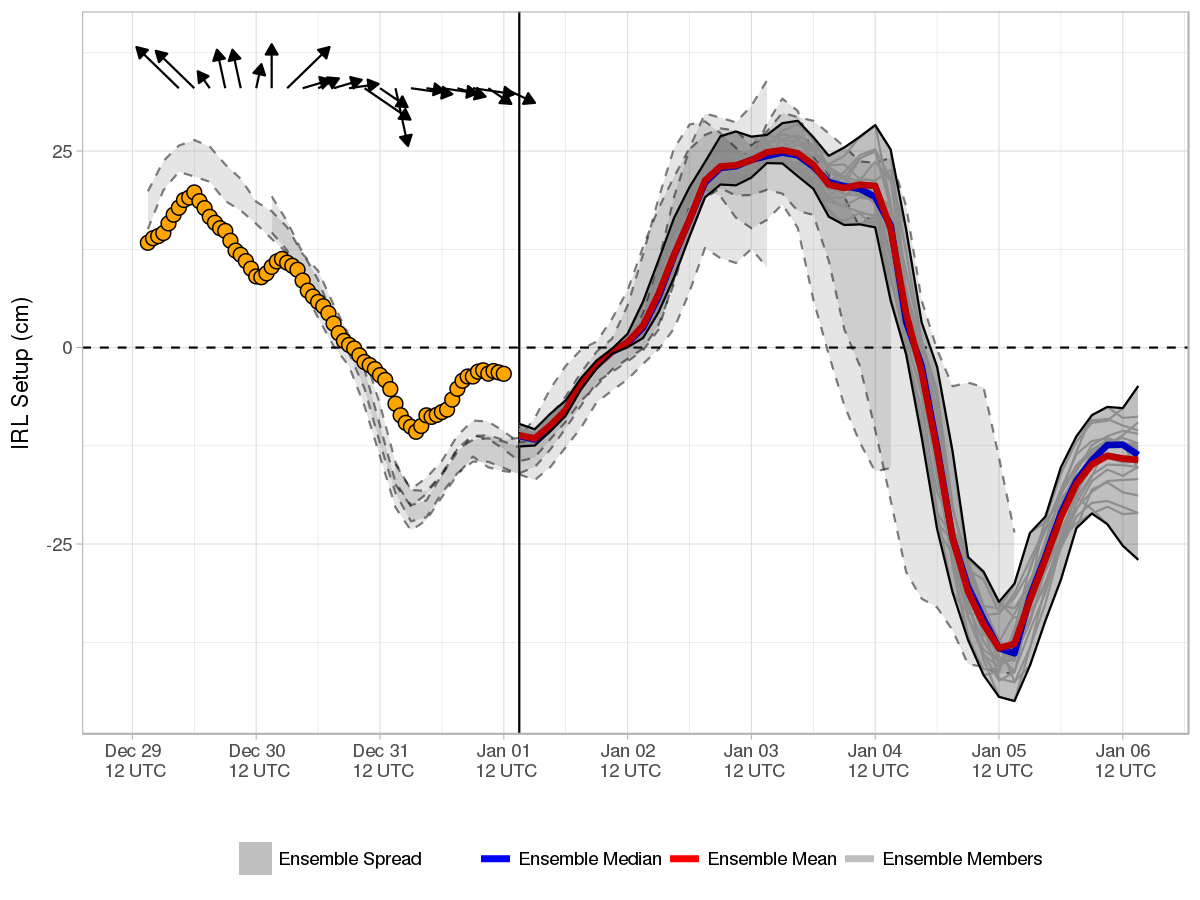 IRL Setup (cm)
25
0
-25
Dec 29 Dec 30 Dec 31 Jan 01 Jan 02 Jan 03 Jan 04 Jan 05 Jan 06
12 UTC 12 UTC 12 UTC 12 UTC 12 UTC 12 UTC 12 UTC 12 UTC 12 UTC
Ensemble Spread Ensemble Median Ensemble Mean Ensemble Members